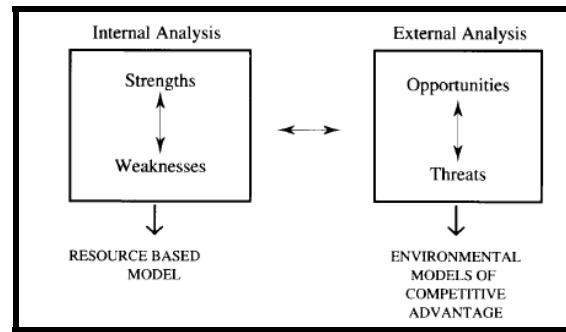 Internal Analysis
Strengths
Weaknesses
RESOURCE BASED
MODEL
External Analysis
Opportunities
Threats
ENVIRONMENTAL
MODELS OF
COMPETITIVE
ADVANTAGE